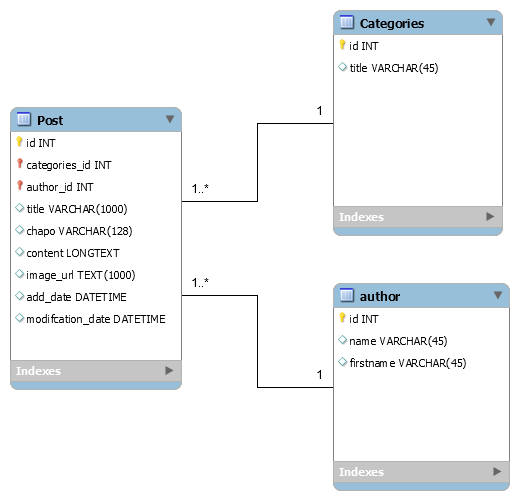 Categories
id INT
title VARCHAR(45)
Indexes
1
Post
id INT
categories_id INT
author_id INT
title VARCHAR(1000)
chapo VARCHAR(128)
content LONGTEXT
image_url TEXT(1000)
add_date DATETIME
modifcation_date DATETIME
Indexes
1..*
1..*
1
author
id INT
name VARCHAR(45)
firstname VARCHAR(45)
Indexes